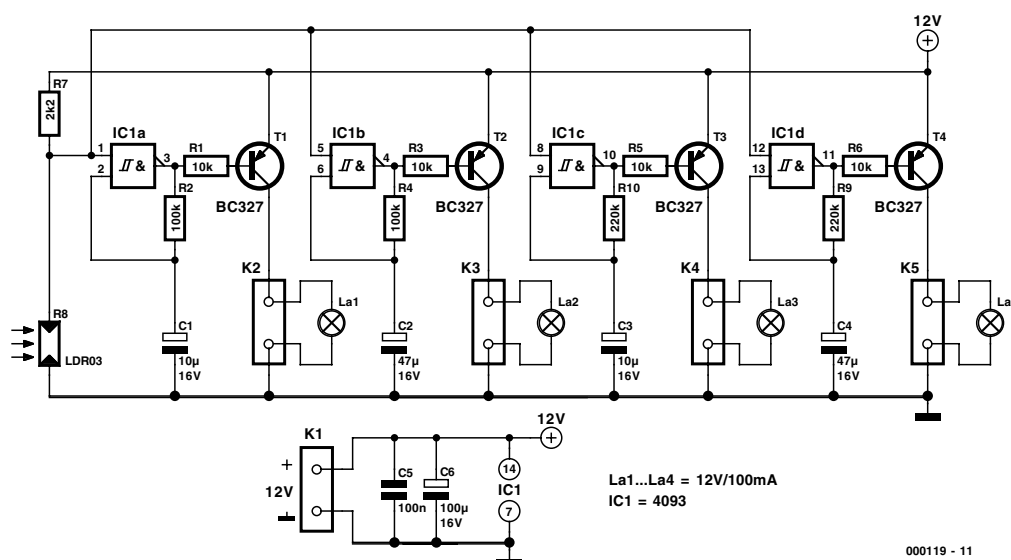 12V
R7
2k2
IC1a
1
2
&
3
R1
10k
R2
100k
T1
BC327
K2
La1
C1
10µ
16V
IC1b
5
6
&
4
R3
10k
R4
100k
T2
BC327
K3
La2
C2
47µ
16V
IC1c
8
9
&
10
R5
10k
R10
220k
T3
BC327
K4
La3
C3
10µ
16V
IC1d
12
13
&
11
R6
10k
R9
220k
T4
BC327
K5
La
C4
47µ
16V
R8
LDR03
K1
+
12V
C5
100n
C6
100µ
16V
12V
14
IC1
7
La1...La4 = 12V/100mA
IC1 = 4093
000119 - 11